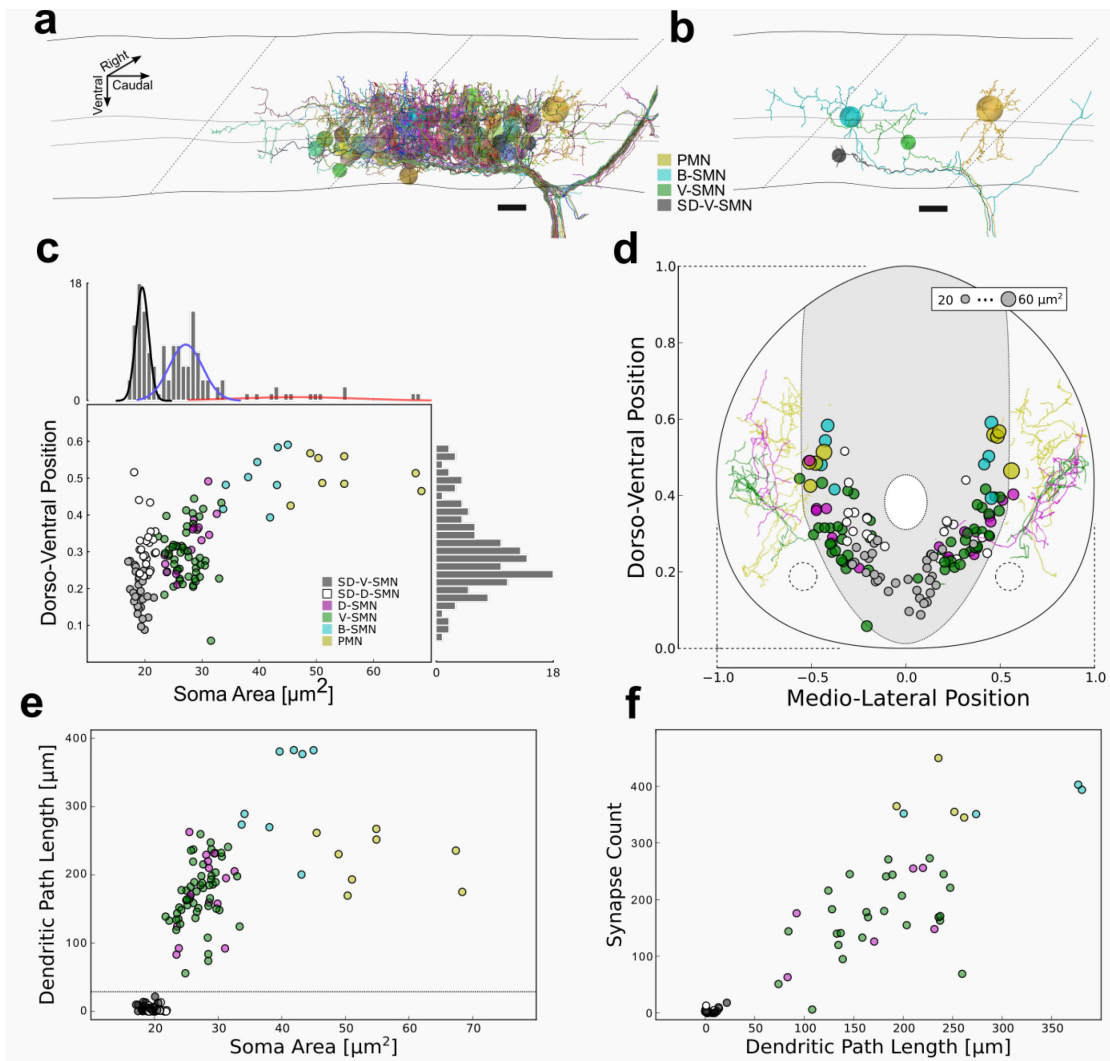 a
b
Right
Caudal
Ventral
PMN
B-SMN
V-SMN
SD-V-SMN
c
18
0
Dorso-Ventral Position
0.6
0.5
0.4
0.3
0.2
0.1
20 30 40 50 60
Soma Area [µm²]
SD-V-SMN
SD-D-SMN
D-SMN
V-SMN
B-SMN
PMN
0 18
d
20 ••• 60 µm²
Dorso-Ventral Position
1.0
0.8
0.6
0.4
0.2
0.0
−1.0 −0.5 0.0 0.5 1.0
Medio-Lateral Position
e
Dendritic Path Length [µm]
400
300
200
100
0
20 30 40 50 60 70
Soma Area [µm²]
f
Synapse Count
400
300
200
100
0
0 50 100 150 200 250 300 350
Dendritic Path Length [µm]